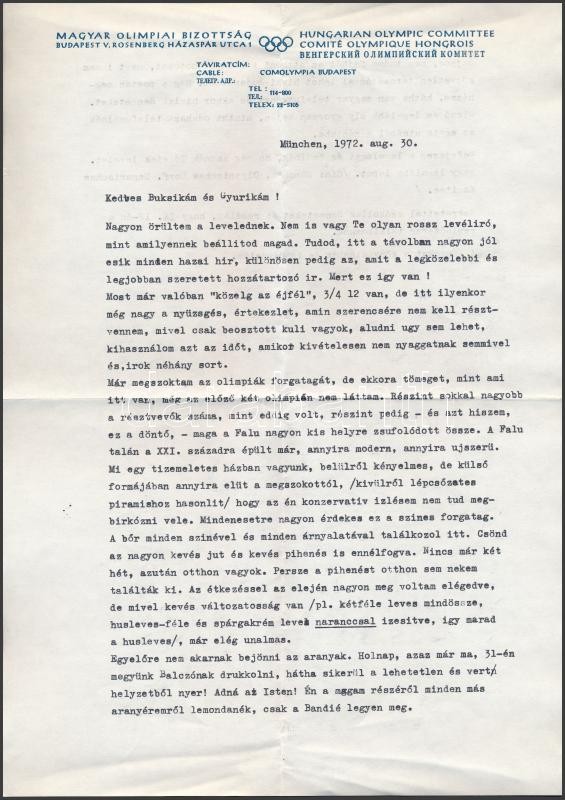 MAGYAR OLIMPIAI BIZOTTSÁG
BUDAPEST V. ROSENBERG HÁZASPÁR UTCA 1
HUNGARIAN OLYMPIC COMMITTEE
COMITÉ OLYMPIQUE HONGROIS
ВЕНГЕРСКИЙ ОЛИМПИЙСКИЙ КОМИТЕТ
TÁVIRATCÍM:
CABLE: COMOLYMPIA BUDAPEST
ТЕЛЕГР. АДР.:
TEL:
ТЕЛ: 114-800
TELEX: 22-5105
München, 1972. aug. 30.
Kedves Buksikám és Gyurikám !
Nagyon örültem a levelednek. Nem is vagy Te olyan rossz levéliró,
mint amilyennek beállitod magad. Tudod, itt a távolban nagyon jól
esik minden hazai hir, különösen pedig az, amit a legközelebbi és
legjobban szeretett hozzátartozó ir. Mert ez igy van !
Most már valóban "közelg az éjfél", 3/4 12 van, de itt ilyenkor
még nagy a nyüzsgés, értekezlet, amin szerencsére nem kell részt-
vennem, mivel csak beosztott kuli vagyok, aludni ugy sem lehet,
kihasználom azt az időt, amikor kivételesen nem nyaggatnak semmivel
és,irok néhány sort.
Már megszoktam az olimpiák forgatagát, de ekkora tömeget, mint ami
itt van, még az előző két olimpián nem láttam. Részint sokkal nagyobb
a résztvevők száma, mint eddig volt, részint pedig - és azt hiszem,
ez a döntő, - maga a Falu nagyon kis helyre zsufolódott össze. A Falu
talán a XXI. századra épült már, annyira modern, annyira ujszerü.
Mi egy tizemeletes házban vagyunk, belülről kényelmes, de külső
formájában annyira elüt a megszokottól, /kivülről lépcsőzates
piramishoz hasonlit/ hogy az én konzervativ izlésem nem tud meg-
birkózni vele. Mindenesetre nagyon érdekes ez a szines forgatag.
A bőr minden szinével és minden árnyalatával találkozol itt. Csönd
az nagyon kevés jut és kevés pihenés is ennélfogva. Nincs már két
hét, azután otthon vagyok. Persze a pihenést otthon sem nekem
találták ki. Az étkezéssel az elején nagyon meg voltam elégedve,
de mivel kevés változatosság van /pl. kétféle leves mindössze,
husleves-féle és spárgakrém leves naranccsal izesitve, igy marad
a husleves/, már elég unalmas.
Egyelőre nem akarnak bejönni az aranyak. Holnap, azaz már ma, 31-én
megyünk Balczónak drukkolni, hátha sikerül a lehetetlen és vert
helyzetből nyer! Adná az Isten! Én a magam részéről minden más
aranyéremről lemondanék, csak a Bandié legyen meg.